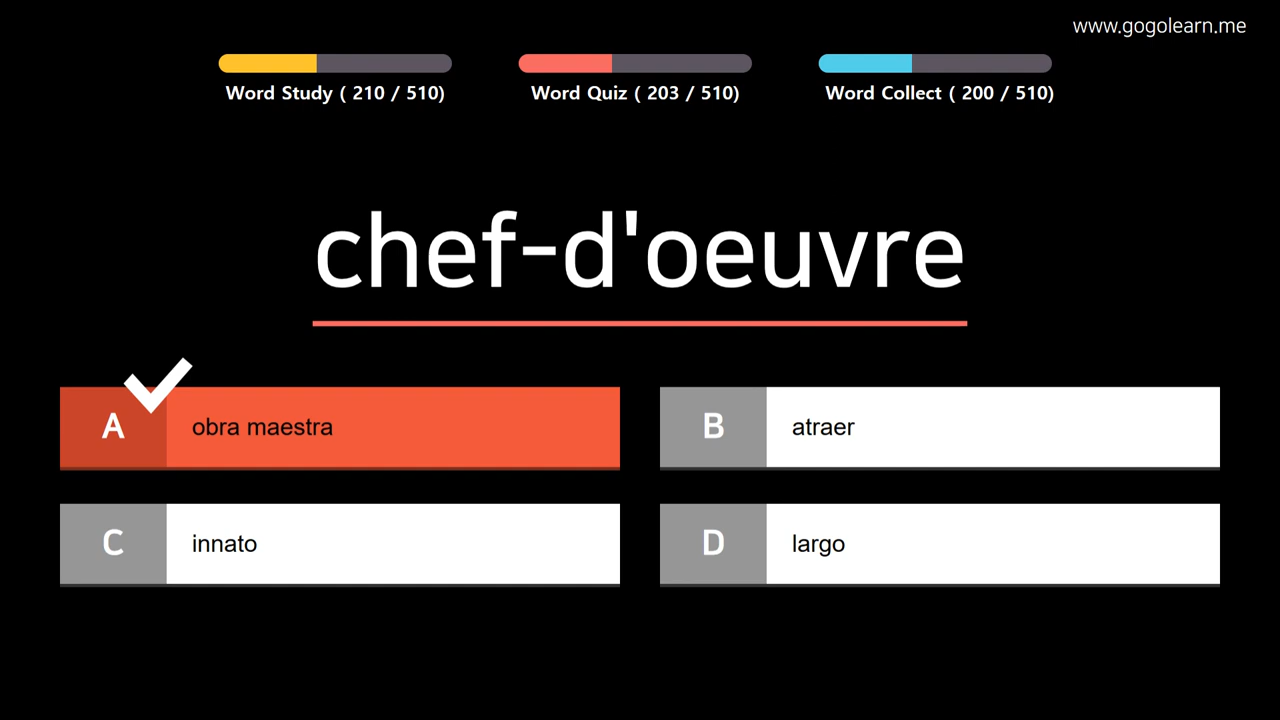 www.gogolearn.me
Word Study ( 210 / 510)
Word Quiz ( 203 / 510)
Word Collect ( 200 / 510)
chef-d'oeuvre
A obra maestra
B atraer
C innato
D largo